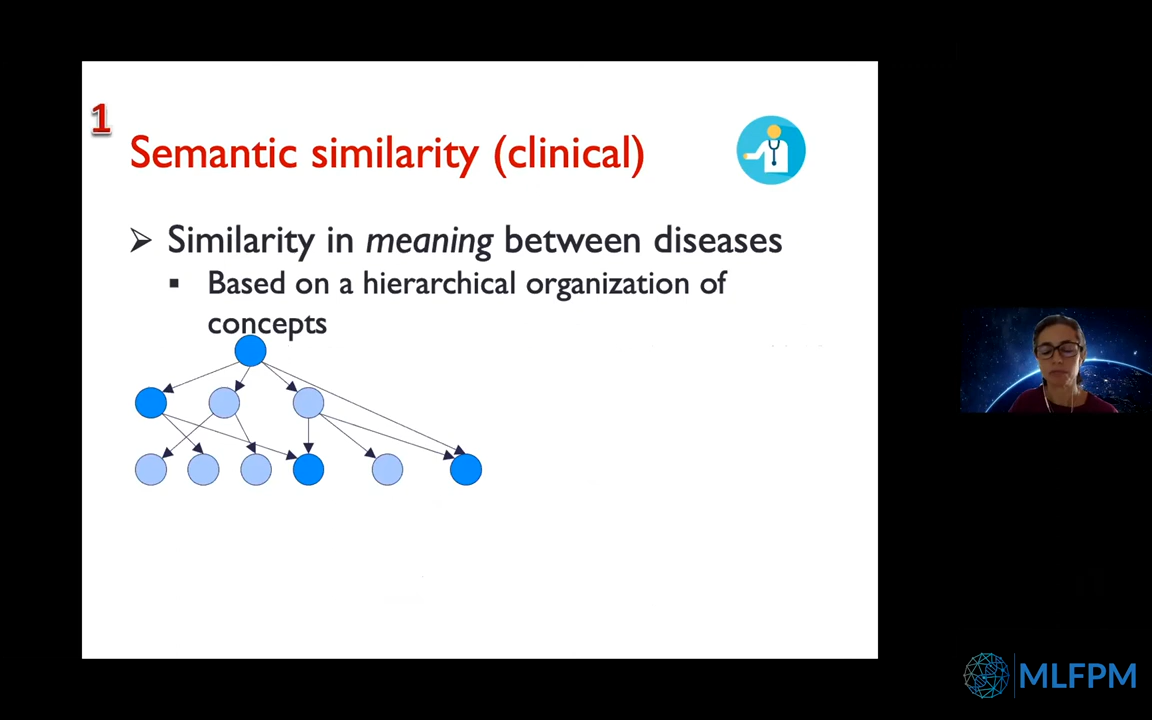 1
Semantic similarity (clinical)
➢ Similarity in meaning between diseases
▪ Based on a hierarchical organization of
concepts
MLFPM